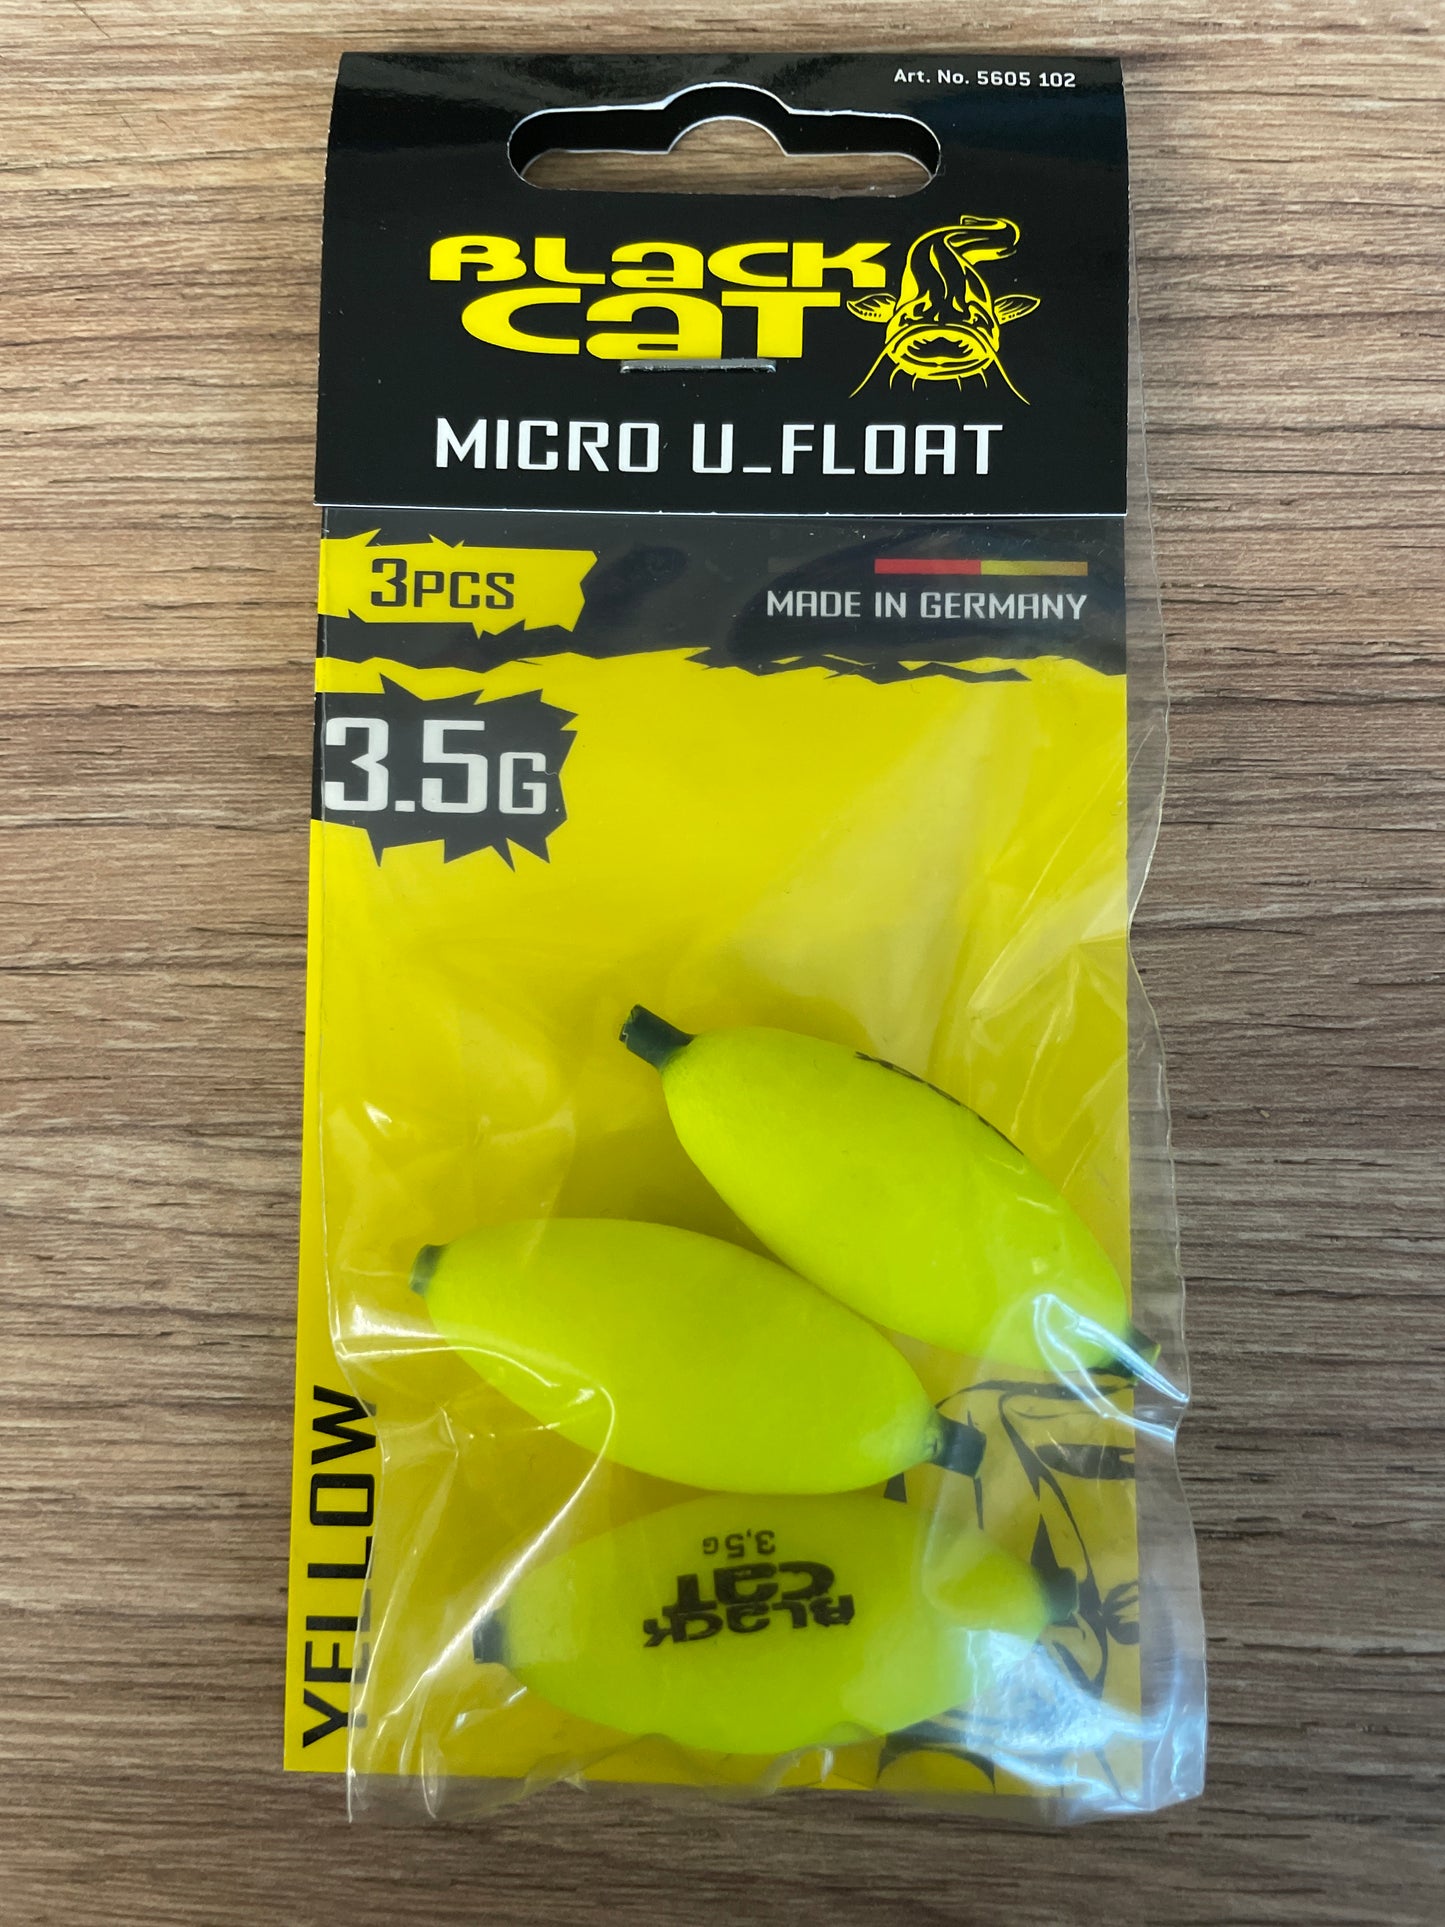 Art. No. 5605 102
BLACK
CAT
MICRO U_FLOAT
3PCS
MADE IN GERMANY
3.5G
YELLOW
BLACK
CAT
3,5G